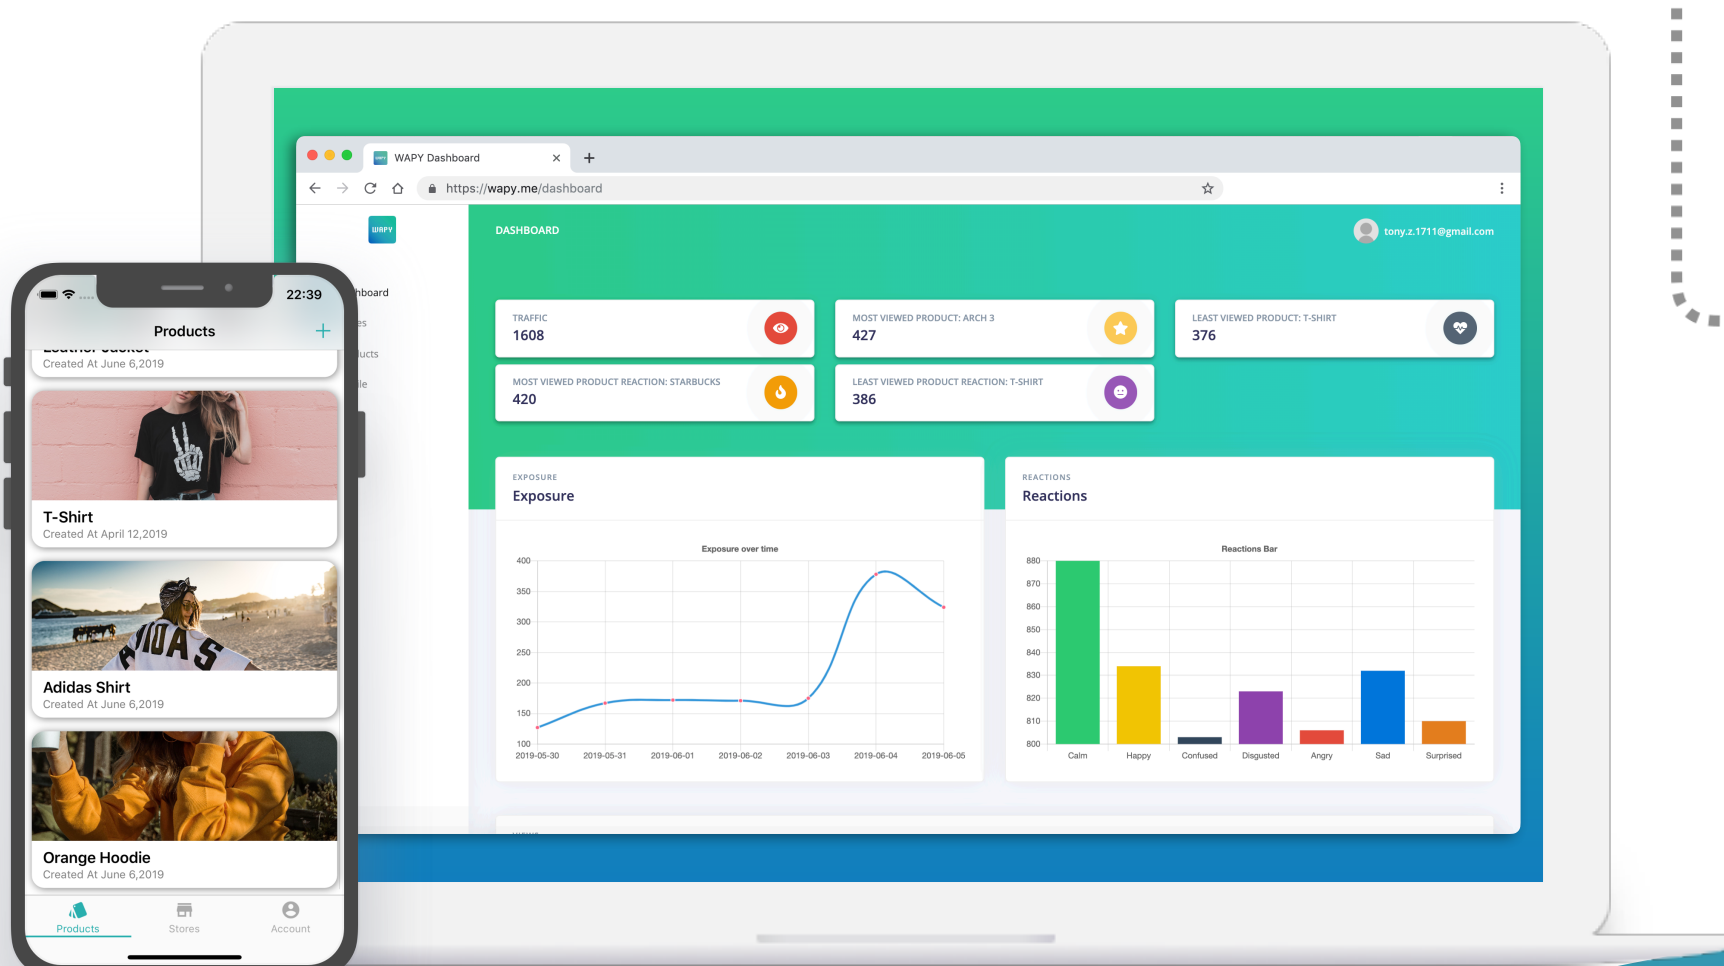 WAPY Dashboard
https://wapy.me/dashboard
WAPY
DASHBOARD
tony.z.1711@gmail.com
TRAFFIC
1608
MOST VIEWED PRODUCT: ARCH 3
427
LEAST VIEWED PRODUCT: T-SHIRT
376
MOST VIEWED PRODUCT REACTION: STARBUCKS
420
LEAST VIEWED PRODUCT REACTION: T-SHIRT
386
EXPOSURE
Exposure
Exposure over time
400
350
300
250
200
150
100
2019-05-30 2019-05-31 2019-06-01 2019-06-02 2019-06-03 2019-06-04 2019-06-05
REACTIONS
Reactions
Reactions Bar
880
870
860
850
840
830
820
810
800
Calm Happy Confused Disgusted Angry Sad Surprised
22:39
Products
Created At June 6,2019
T-Shirt
Created At April 12,2019
Adidas Shirt
Created At June 6,2019
Orange Hoodie
Created At June 6,2019
Products Stores Account